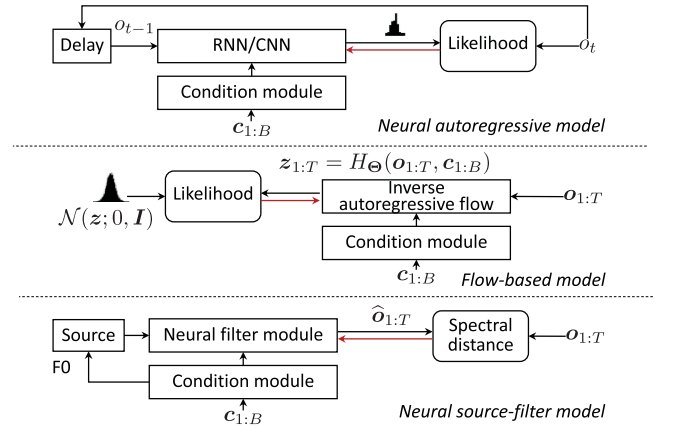 Delay
o_{t−1}
RNN/CNN
Likelihood
o_t
Condition module
c_{1:B}
Neural autoregressive model
z_{1:T} = H_Θ(o_{1:T}, c_{1:B})
Likelihood
Inverse
autoregressive flow
o_{1:T}
N(z; 0, I)
Condition module
c_{1:B}
Flow-based model
Source
Neural filter module
ô_{1:T}
Spectral
distance
o_{1:T}
F0
Condition module
c_{1:B}
Neural source-filter model